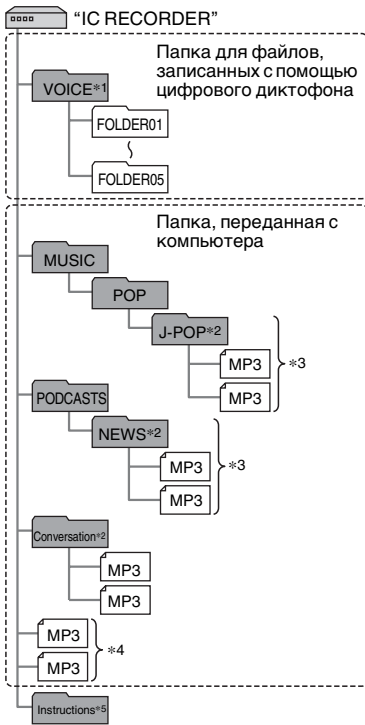 “IC RECORDER”
Папка для файлов,
записанных с помощью
цифрового диктофона
VOICE*1
FOLDER01
FOLDER05
Папка, переданная с
компьютера
MUSIC
POP
J-POP*2
MP3
*3
MP3
PODCASTS
NEWS*2
MP3
*3
MP3
Conversation*2
MP3
MP3
MP3
*4
MP3
Instructions*5